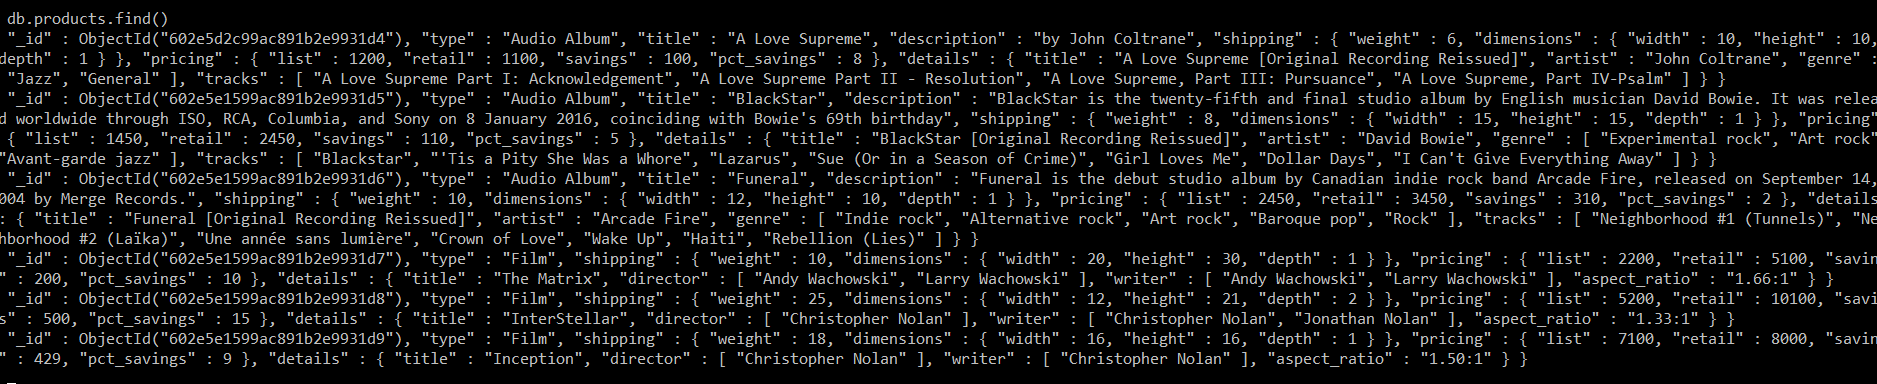 db.products.find()
"_id" : ObjectId("602e5d2c99ac891b2e9931d4"), "type" : "Audio Album", "title" : "A Love Supreme", "description" : "by John Coltrane", "shipping" : { "weight" : 6, "dimensions" : { "width" : 10, "height" : 10,
depth" : 1 } }, "pricing" : { "list" : 1200, "retail" : 1100, "savings" : 100, "pct_savings" : 8 }, "details" : { "title" : "A Love Supreme [Original Recording Reissued]", "artist" : "John Coltrane", "genre" :
"Jazz", "General" ], "tracks" : [ "A Love Supreme Part I: Acknowledgement", "A Love Supreme Part II - Resolution", "A Love Supreme, Part III: Pursuance", "A Love Supreme, Part IV-Psalm" ] } }
"_id" : ObjectId("602e5e1599ac891b2e9931d5"), "type" : "Audio Album", "title" : "BlackStar", "description" : "BlackStar is the twenty-fifth and final studio album by English musician David Bowie. It was relea
d worldwide through ISO, RCA, Columbia, and Sony on 8 January 2016, coinciding with Bowie's 69th birthday", "shipping" : { "weight" : 8, "dimensions" : { "width" : 15, "height" : 15, "depth" : 1 } }, "pricing"
{ "list" : 1450, "retail" : 2450, "savings" : 110, "pct_savings" : 5 }, "details" : { "title" : "BlackStar [Original Recording Reissued]", "artist" : "David Bowie", "genre" : [ "Experimental rock", "Art rock"
"Avant-garde jazz" ], "tracks" : [ "Blackstar", "'Tis a Pity She Was a Whore", "Lazarus", "Sue (Or in a Season of Crime)", "Girl Loves Me", "Dollar Days", "I Can't Give Everything Away" ] } }
"_id" : ObjectId("602e5e1599ac891b2e9931d6"), "type" : "Audio Album", "title" : "Funeral", "description" : "Funeral is the debut studio album by Canadian indie rock band Arcade Fire, released on September 14,
004 by Merge Records.", "shipping" : { "weight" : 10, "dimensions" : { "width" : 12, "height" : 10, "depth" : 1 } }, "pricing" : { "list" : 2450, "retail" : 3450, "savings" : 310, "pct_savings" : 2 }, "details
: { "title" : "Funeral [Original Recording Reissued]", "artist" : "Arcade Fire", "genre" : [ "Indie rock", "Alternative rock", "Art rock", "Baroque pop", "Rock" ], "tracks" : [ "Neighborhood #1 (Tunnels)", "Ne
hborhood #2 (Laïka)", "Une année sans lumière", "Crown of Love", "Wake Up", "Haiti", "Rebellion (Lies)" ] } }
"_id" : ObjectId("602e5e1599ac891b2e9931d7"), "type" : "Film", "shipping" : { "weight" : 10, "dimensions" : { "width" : 20, "height" : 30, "depth" : 1 } }, "pricing" : { "list" : 2200, "retail" : 5100, "savin
" : 200, "pct_savings" : 10 }, "details" : { "title" : "The Matrix", "director" : [ "Andy Wachowski", "Larry Wachowski" ], "writer" : [ "Andy Wachowski", "Larry Wachowski" ], "aspect_ratio" : "1.66:1" } }
"_id" : ObjectId("602e5e1599ac891b2e9931d8"), "type" : "Film", "shipping" : { "weight" : 25, "dimensions" : { "width" : 12, "height" : 21, "depth" : 2 } }, "pricing" : { "list" : 5200, "retail" : 10100, "savi
s" : 500, "pct_savings" : 15 }, "details" : { "title" : "InterStellar", "director" : [ "Christopher Nolan" ], "writer" : [ "Christopher Nolan", "Jonathan Nolan" ], "aspect_ratio" : "1.33:1" } }
"_id" : ObjectId("602e5e1599ac891b2e9931d9"), "type" : "Film", "shipping" : { "weight" : 18, "dimensions" : { "width" : 16, "height" : 16, "depth" : 1 } }, "pricing" : { "list" : 7100, "retail" : 8000, "savin
" : 429, "pct_savings" : 9 }, "details" : { "title" : "Inception", "director" : [ "Christopher Nolan" ], "writer" : [ "Christopher Nolan" ], "aspect_ratio" : "1.50:1" } }